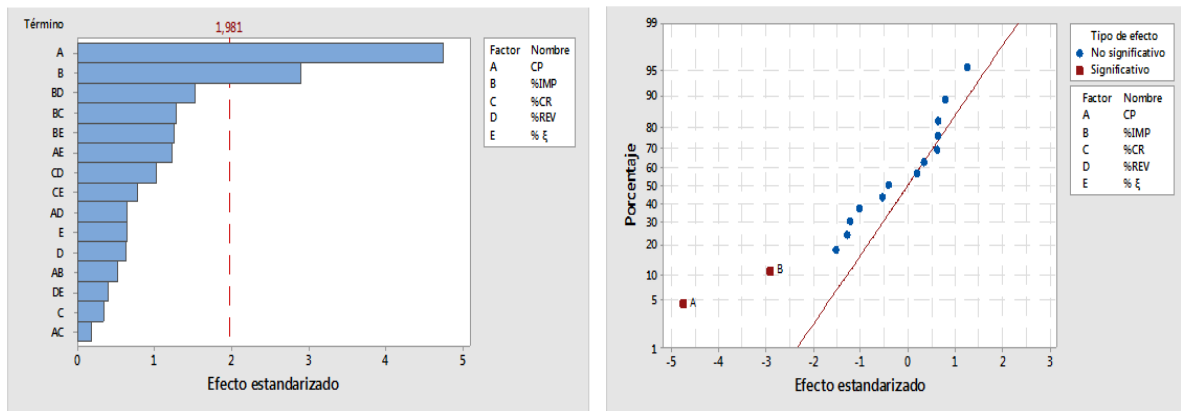 Término
1,981
A
B
BD
BC
BE
AE
CD
CE
AD
E
D
AB
DE
C
AC
0 1 2 3 4 5
Efecto estandarizado
Factor Nombre
A CP
B %IMP
C %CR
D %REV
E % ξ
Porcentaje
99
95
90
80
70
60
50
40
30
20
10
5
1
B
A
-5 -4 -3 -2 -1 0 1 2 3
Efecto estandarizado
Tipo de efecto
No significativo
Significativo
Factor Nombre
A CP
B %IMP
C %CR
D %REV
E % ξ